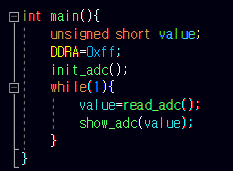 int main(){
unsigned short value;
DDRA=0xff;
init_adc();
while(1){
value=read_adc();
show_adc(value);
}
}